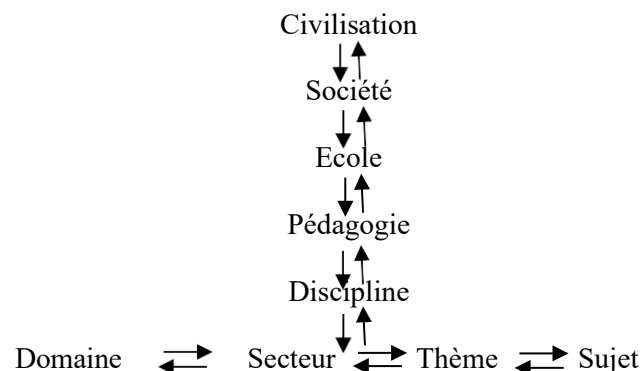 Civilisation
Société
Ecole
Pédagogie
Discipline
Domaine Secteur Thème Sujet